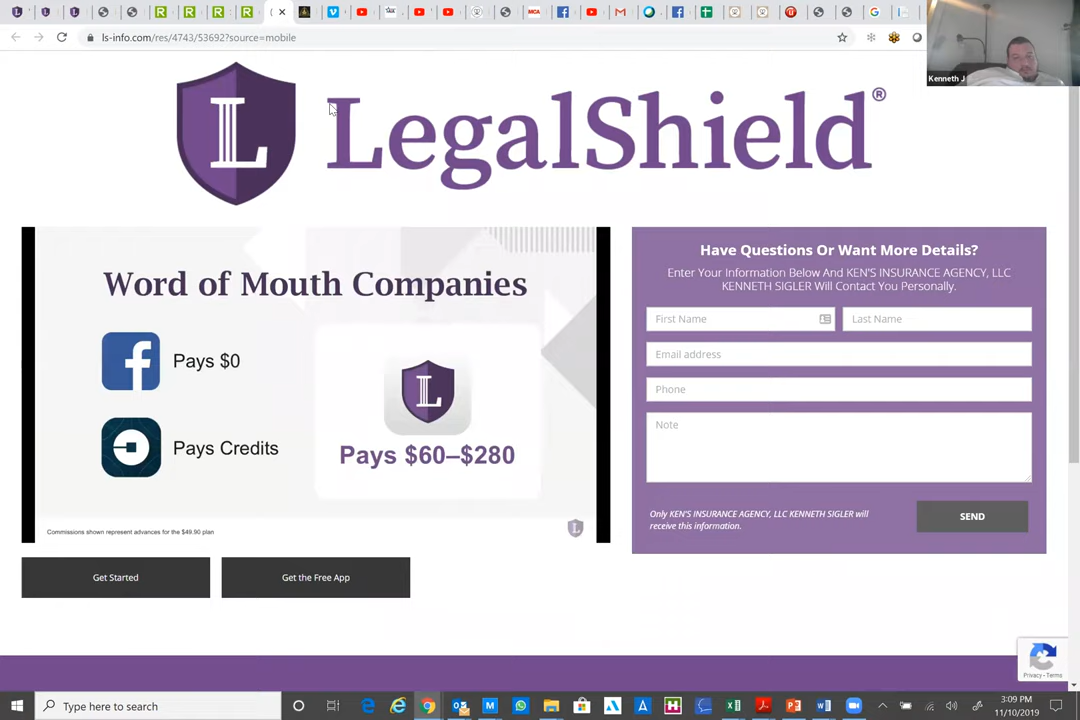 MCA
ls-info.com/res/4743/53692?source=mobile
Kenneth J
L LegalShield®
Word of Mouth Companies
Pays $0
Pays Credits
L
Pays $60–$280
Commissions shown represent advances for the $49.90 plan
Have Questions Or Want More Details?
Enter Your Information Below And KEN'S INSURANCE AGENCY, LLC
KENNETH SIGLER Will Contact You Personally.
First Name
Last Name
Email address
Phone
Note
Only KEN'S INSURANCE AGENCY, LLC KENNETH SIGLER will
receive this information.
SEND
Get Started
Get the Free App
Privacy - Terms
Type here to search
3:09 PM
11/10/2019